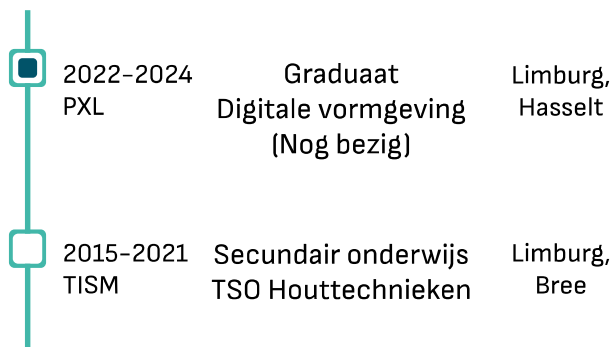 2022-2024
PXL
Graduaat
Digitale vormgeving
(Nog bezig)
Limburg,
Hasselt
2015-2021
TISM
Secundair onderwijs
TSO Houttechnieken
Limburg,
Bree